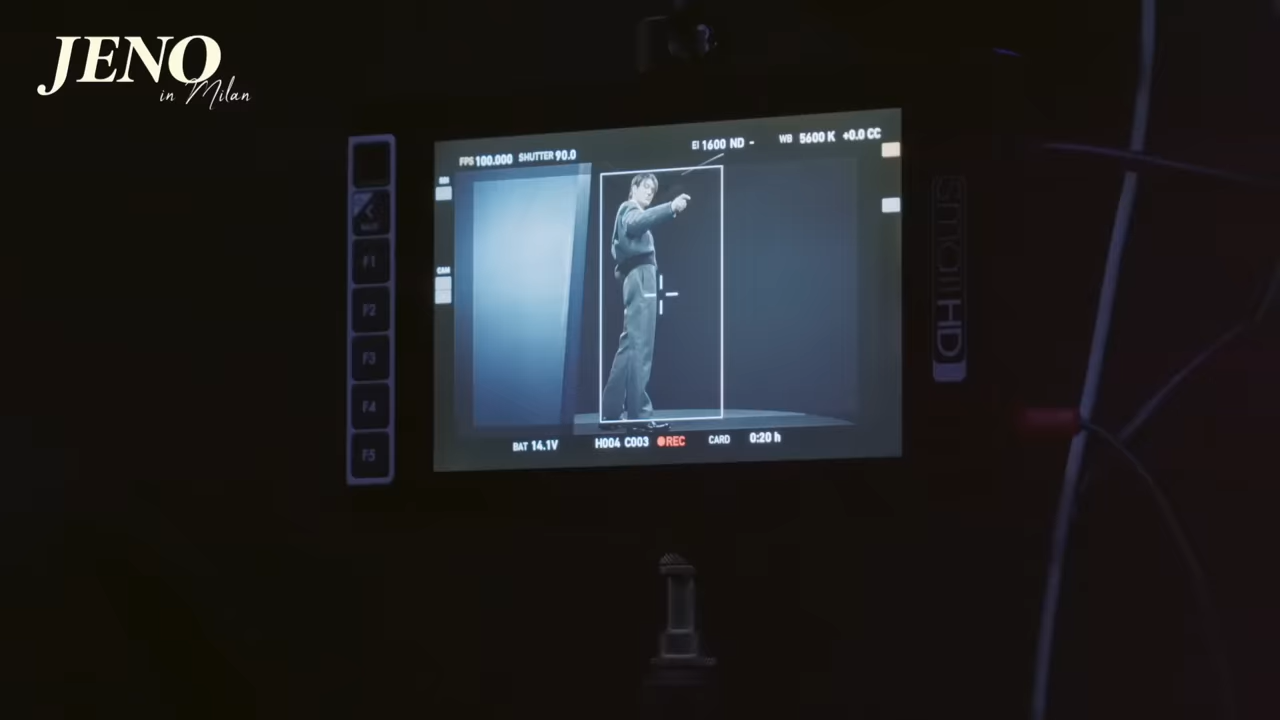 JENO
in Milan
FPS 100.000 SHUTTER 90.0 EI 1600 ND - WB 5600 K +0.0 CC
CAM
F1
F2
F3
F4
F5
smallHD
BAT 14.1V H004 C003 REC CARD 0:20 h